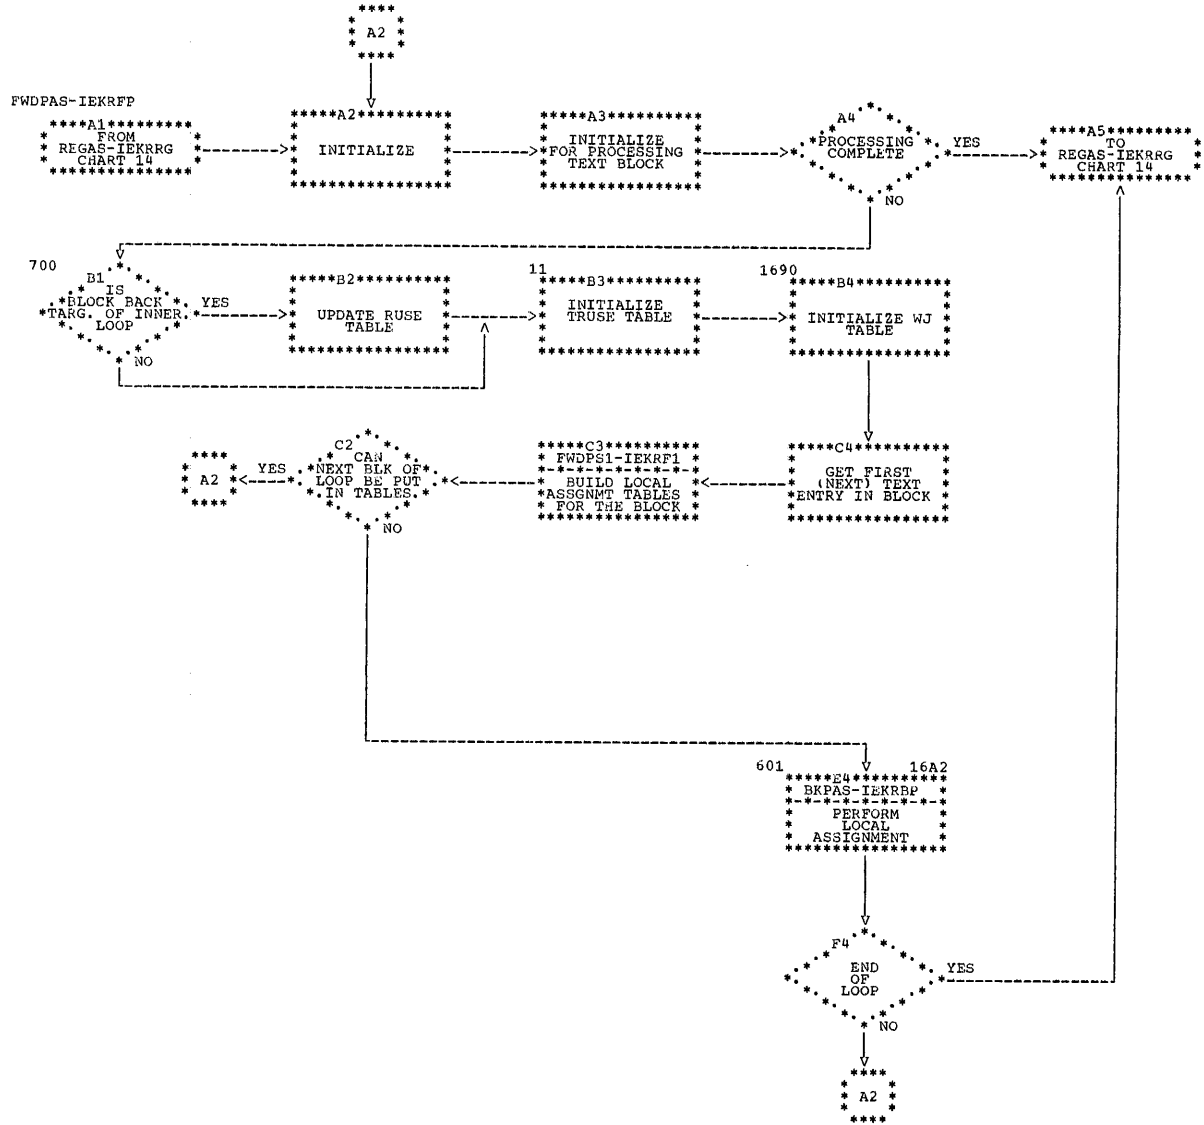 A2
FWDPAS-IEKRFP
A1
FROM
REGAS-IEKRRG
CHART 14
A2
INITIALIZE
A3
INITIALIZE
FOR PROCESSING
TEXT BLOCK
A4
PROCESSING
COMPLETE
YES
NO
A5
TO
REGAS-IEKRRG
CHART 14
700
B1
IS
BLOCK BACK
TARG. OF INNER
LOOP
YES
NO
B2
UPDATE RUSE
TABLE
11
B3
INITIALIZE
TRUSE TABLE
1690
B4
INITIALIZE WJ
TABLE
A2
YES
C2
CAN
NEXT BLK OF
LOOP BE PUT
IN TABLES
NO
C3
FWDPS1-IEKRF1
BUILD LOCAL
ASSGNMT TABLES
FOR THE BLOCK
C4
GET FIRST
(NEXT) TEXT
ENTRY IN BLOCK
601
16A2
E4
BKPAS-IEKRBP
PERFORM
LOCAL
ASSIGNMENT
F4
END
OF
LOOP
YES
NO
A2